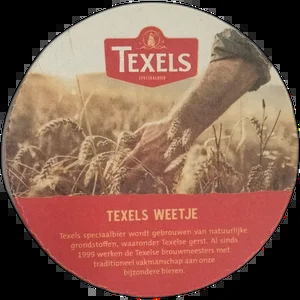 TEXELS
SPECIAALBIER
TEXELS WEETJE
Texels speciaalbier wordt gebrouwen van natuurlijke
grondstoffen, waaronder Texelse gerst. Al sinds
1999 werken de Texelse brouwmeesters met
traditioneel vakmanschap aan onze
bijzondere bieren.